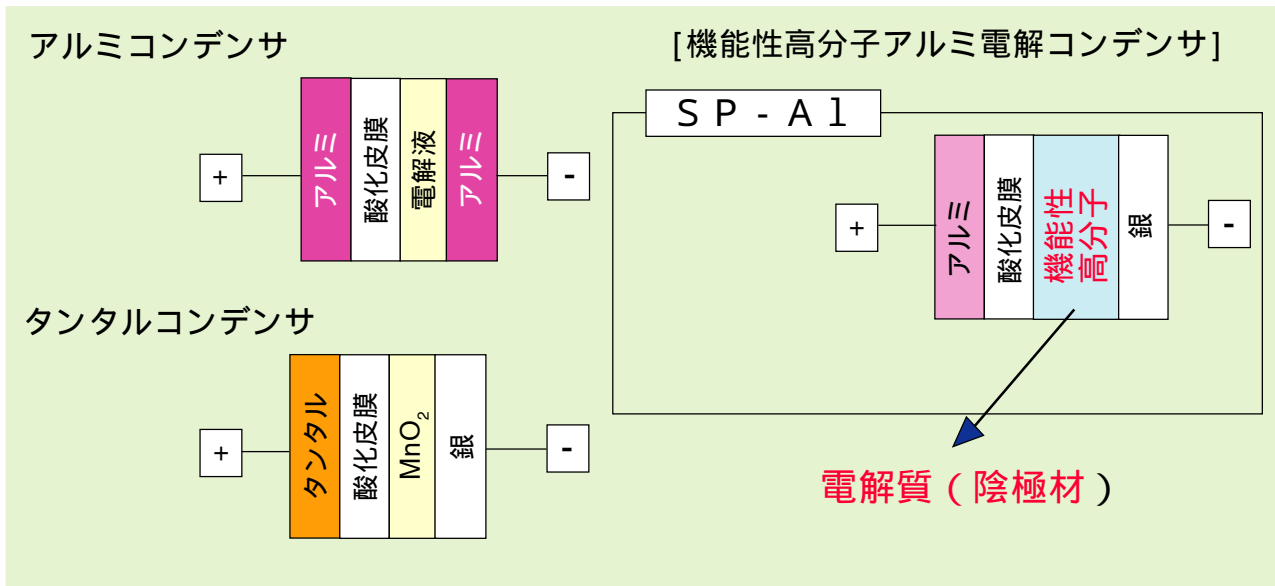 アルミコンデンサ
+
アルミ
酸化皮膜
電解液
アルミ
-
タンタルコンデンサ
+
タンタル
酸化皮膜
MnO₂
銀
-
[機能性高分子アルミ電解コンデンサ]
SP-Al
+
アルミ
酸化皮膜
機能性
高分子
銀
-
電解質(陰極材)